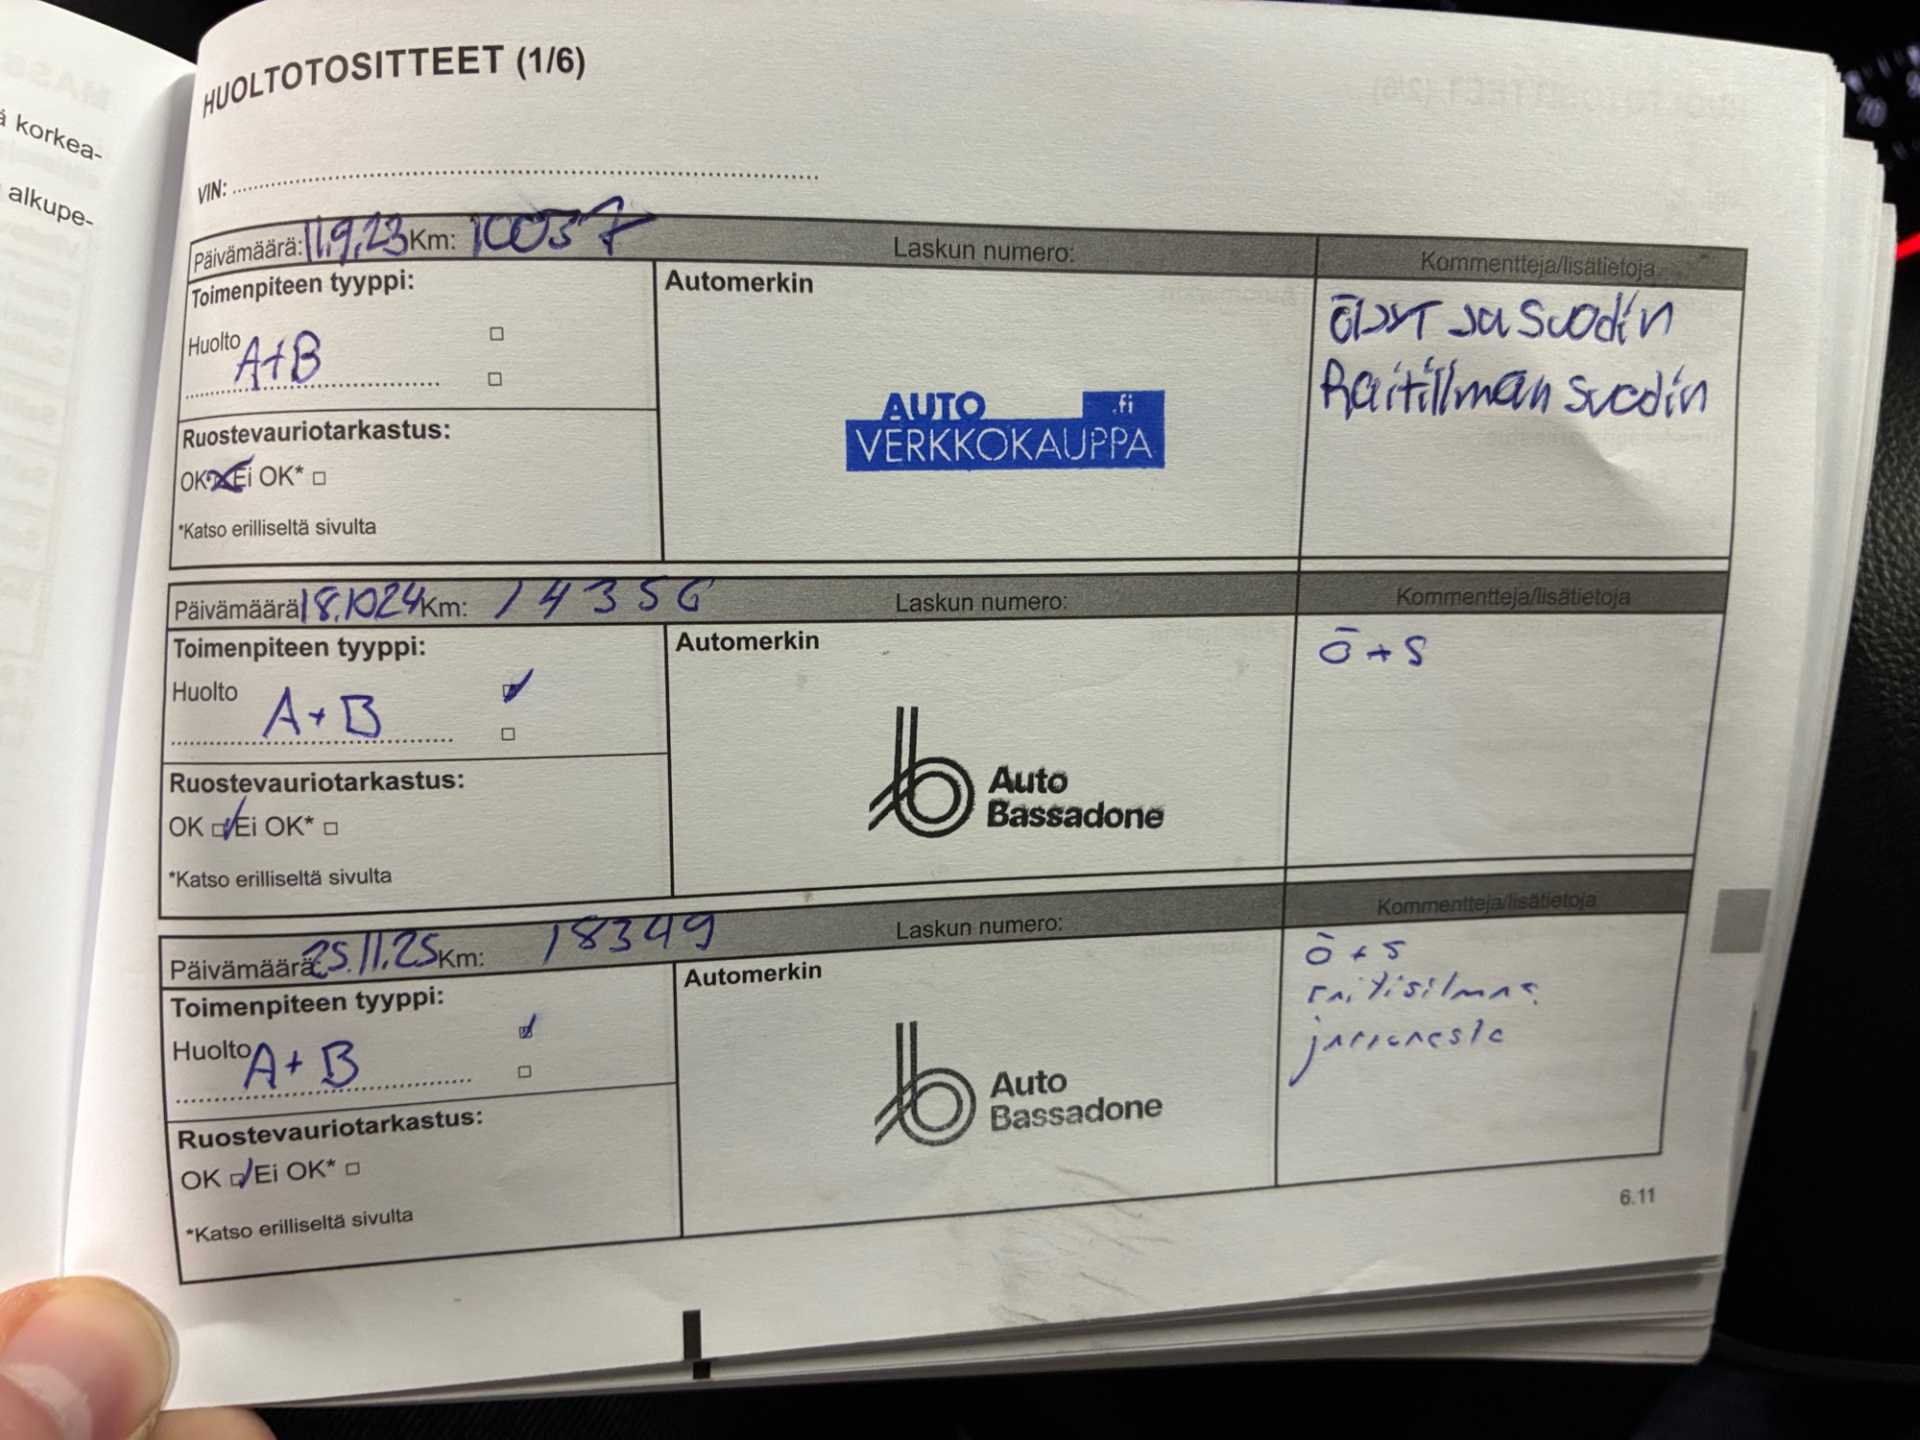 ä korkea-
alkupe-
HUOLTOTOSITTEET (1/6)
VIN:
Päivämäärä: 11.9.23 Km: 10037 Laskun numero: Kommentteja/lisätietoja
Toimenpiteen tyyppi: Automerkin
ja suodin
Huolto A+B
Raitillman suodin
AUTO .fi
VERKKOKAUPPA
Ruostevauriotarkastus:
OK Ei OK*
*Katso erilliseltä sivulta
Päivämäärä 18.1024 Km: 14356 Laskun numero: Kommentteja/lisätietoja
Toimenpiteen tyyppi: Automerkin
ō + s
Huolto A+B
Auto
Bassadone
Ruostevauriotarkastus:
OK Ei OK*
*Katso erilliseltä sivulta
Päivämäärä: 25.11.25 Km: 18349 Laskun numero: Kommentteja/lisätietoja
Toimenpiteen tyyppi: Automerkin
ō + s
Huolto A+B
Auto
Bassadone
Ruostevauriotarkastus:
OK Ei OK*
*Katso erilliseltä sivulta
6.11